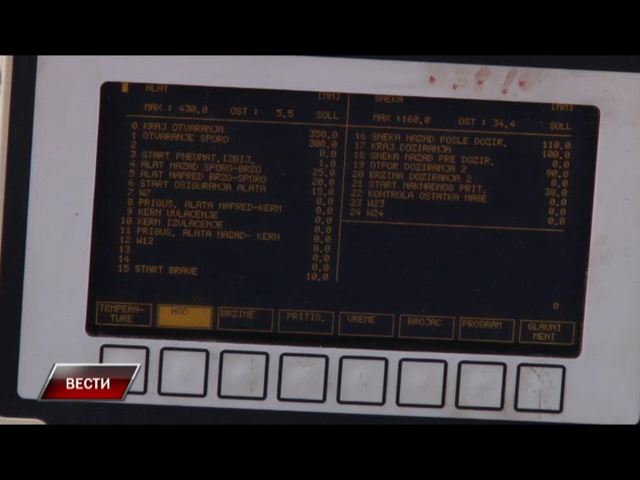 ALAT [MM]
MAX : 430,0 OST : 5,5 SOLL
0 KRAJ OTVARANJA 350,0
1 OTVARANJE SPORO 300,0
2 0,0
3 START PNEUMAT.IZBIJ. 1,0
4 ALAT NAZAD SPORO-BRZO 25,0
5 ALAT NAPRED BRZO-SPORO 20,0
6 START OSIGURANJA ALATA 15,0
7 W7 0,0
8 PRIGUS. ALATA NAPRED-KERN 0,0
9 KERN UVLACENJE 0,0
10 KERN IZVLACENJE 0,0
11 PRIGUS. ALATA NAZAD- KERN 0,0
12 W12 0,0
13 0,0
14 0,0
15 START BRAVE 10,0
SNEKA [MM]
MAX :160,0 OST : 34,4 SOLL
16 SNEKA NAZAD POSLE DOZIR. 110,0
17 KRAJ DOZIRANJA 100,0
18 SNEKA NAZAD PRE DOZIR. 0,0
19 OTPOR DOZIRANJA 2 90,0
20 BRZINA DOZIRANJA 2 0,0
21 START NAKNADNOG PRIT.
22 KONTROLA OSTATKA MASE 0,0
23 W23 0,0
24 W24 0,0
0
TEMPERA-
TURE
HOD
BRZINE
PRITIS.
VREME
BROJAC
PROGRAM
GLAVNI
MENI
ВЕСТИ